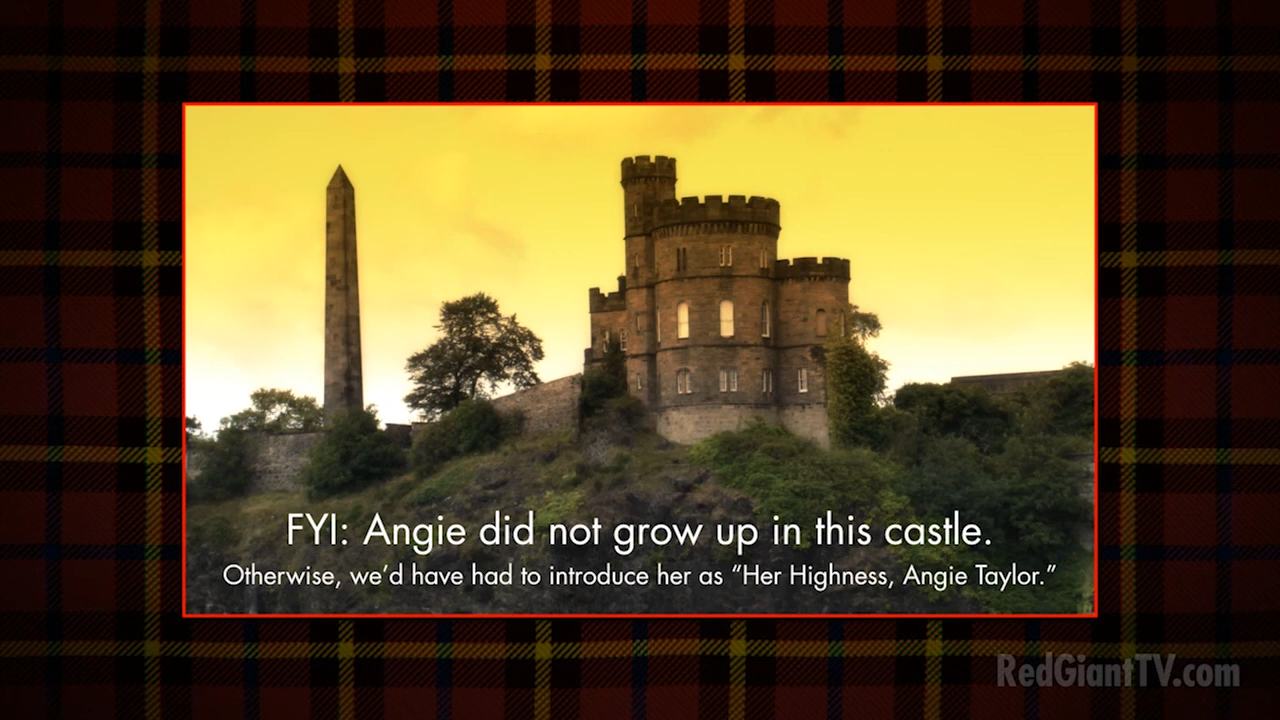 FYI: Angie did not grow up in this castle.
Otherwise, we'd have had to introduce her as “Her Highness, Angie Taylor.”
RedGiantTV.com